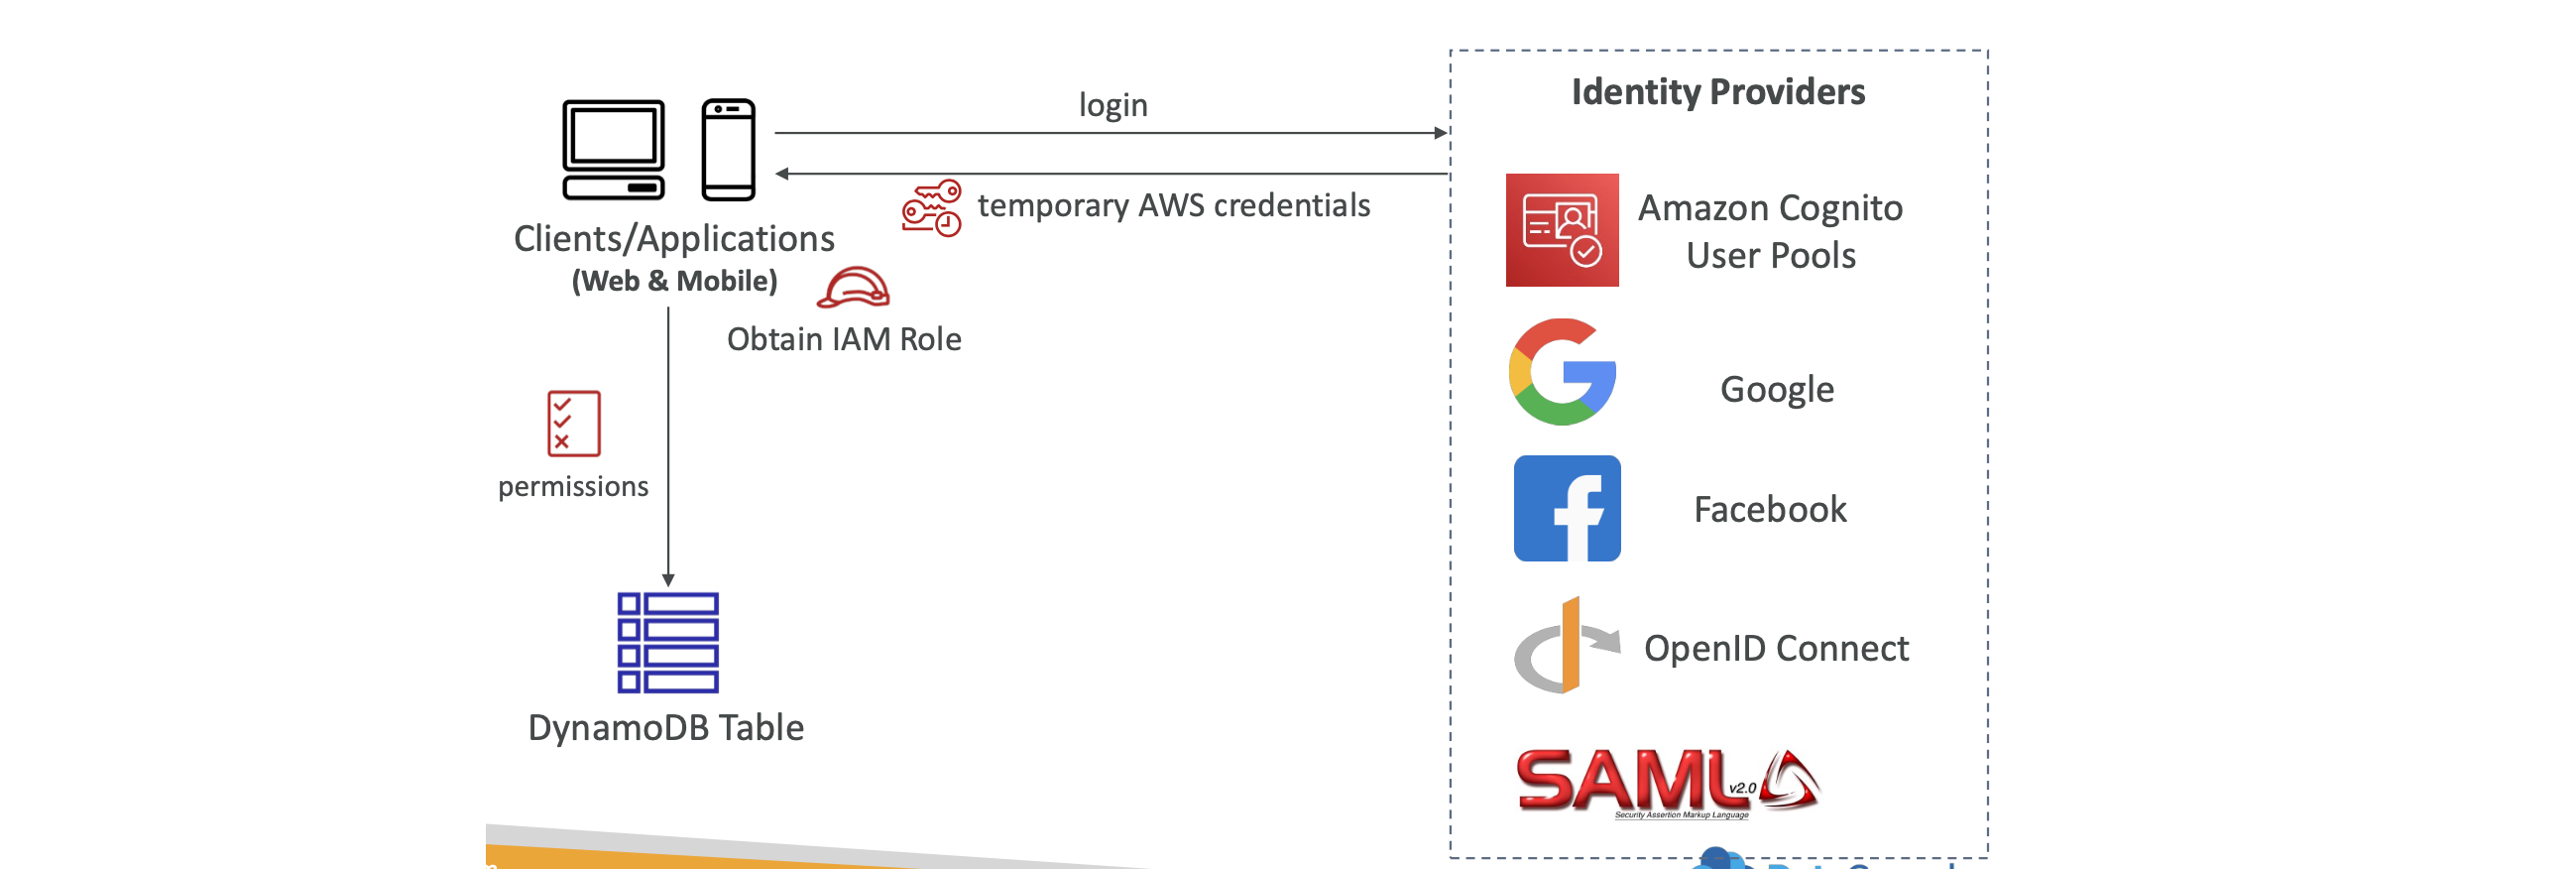 Identity Providers
login
temporary AWS credentials
Clients/Applications
(Web & Mobile)
Obtain IAM Role
permissions
DynamoDB Table
Amazon Cognito
User Pools
Google
Facebook
OpenID Connect
SAML
v2.0
Security Assertion Markup Language